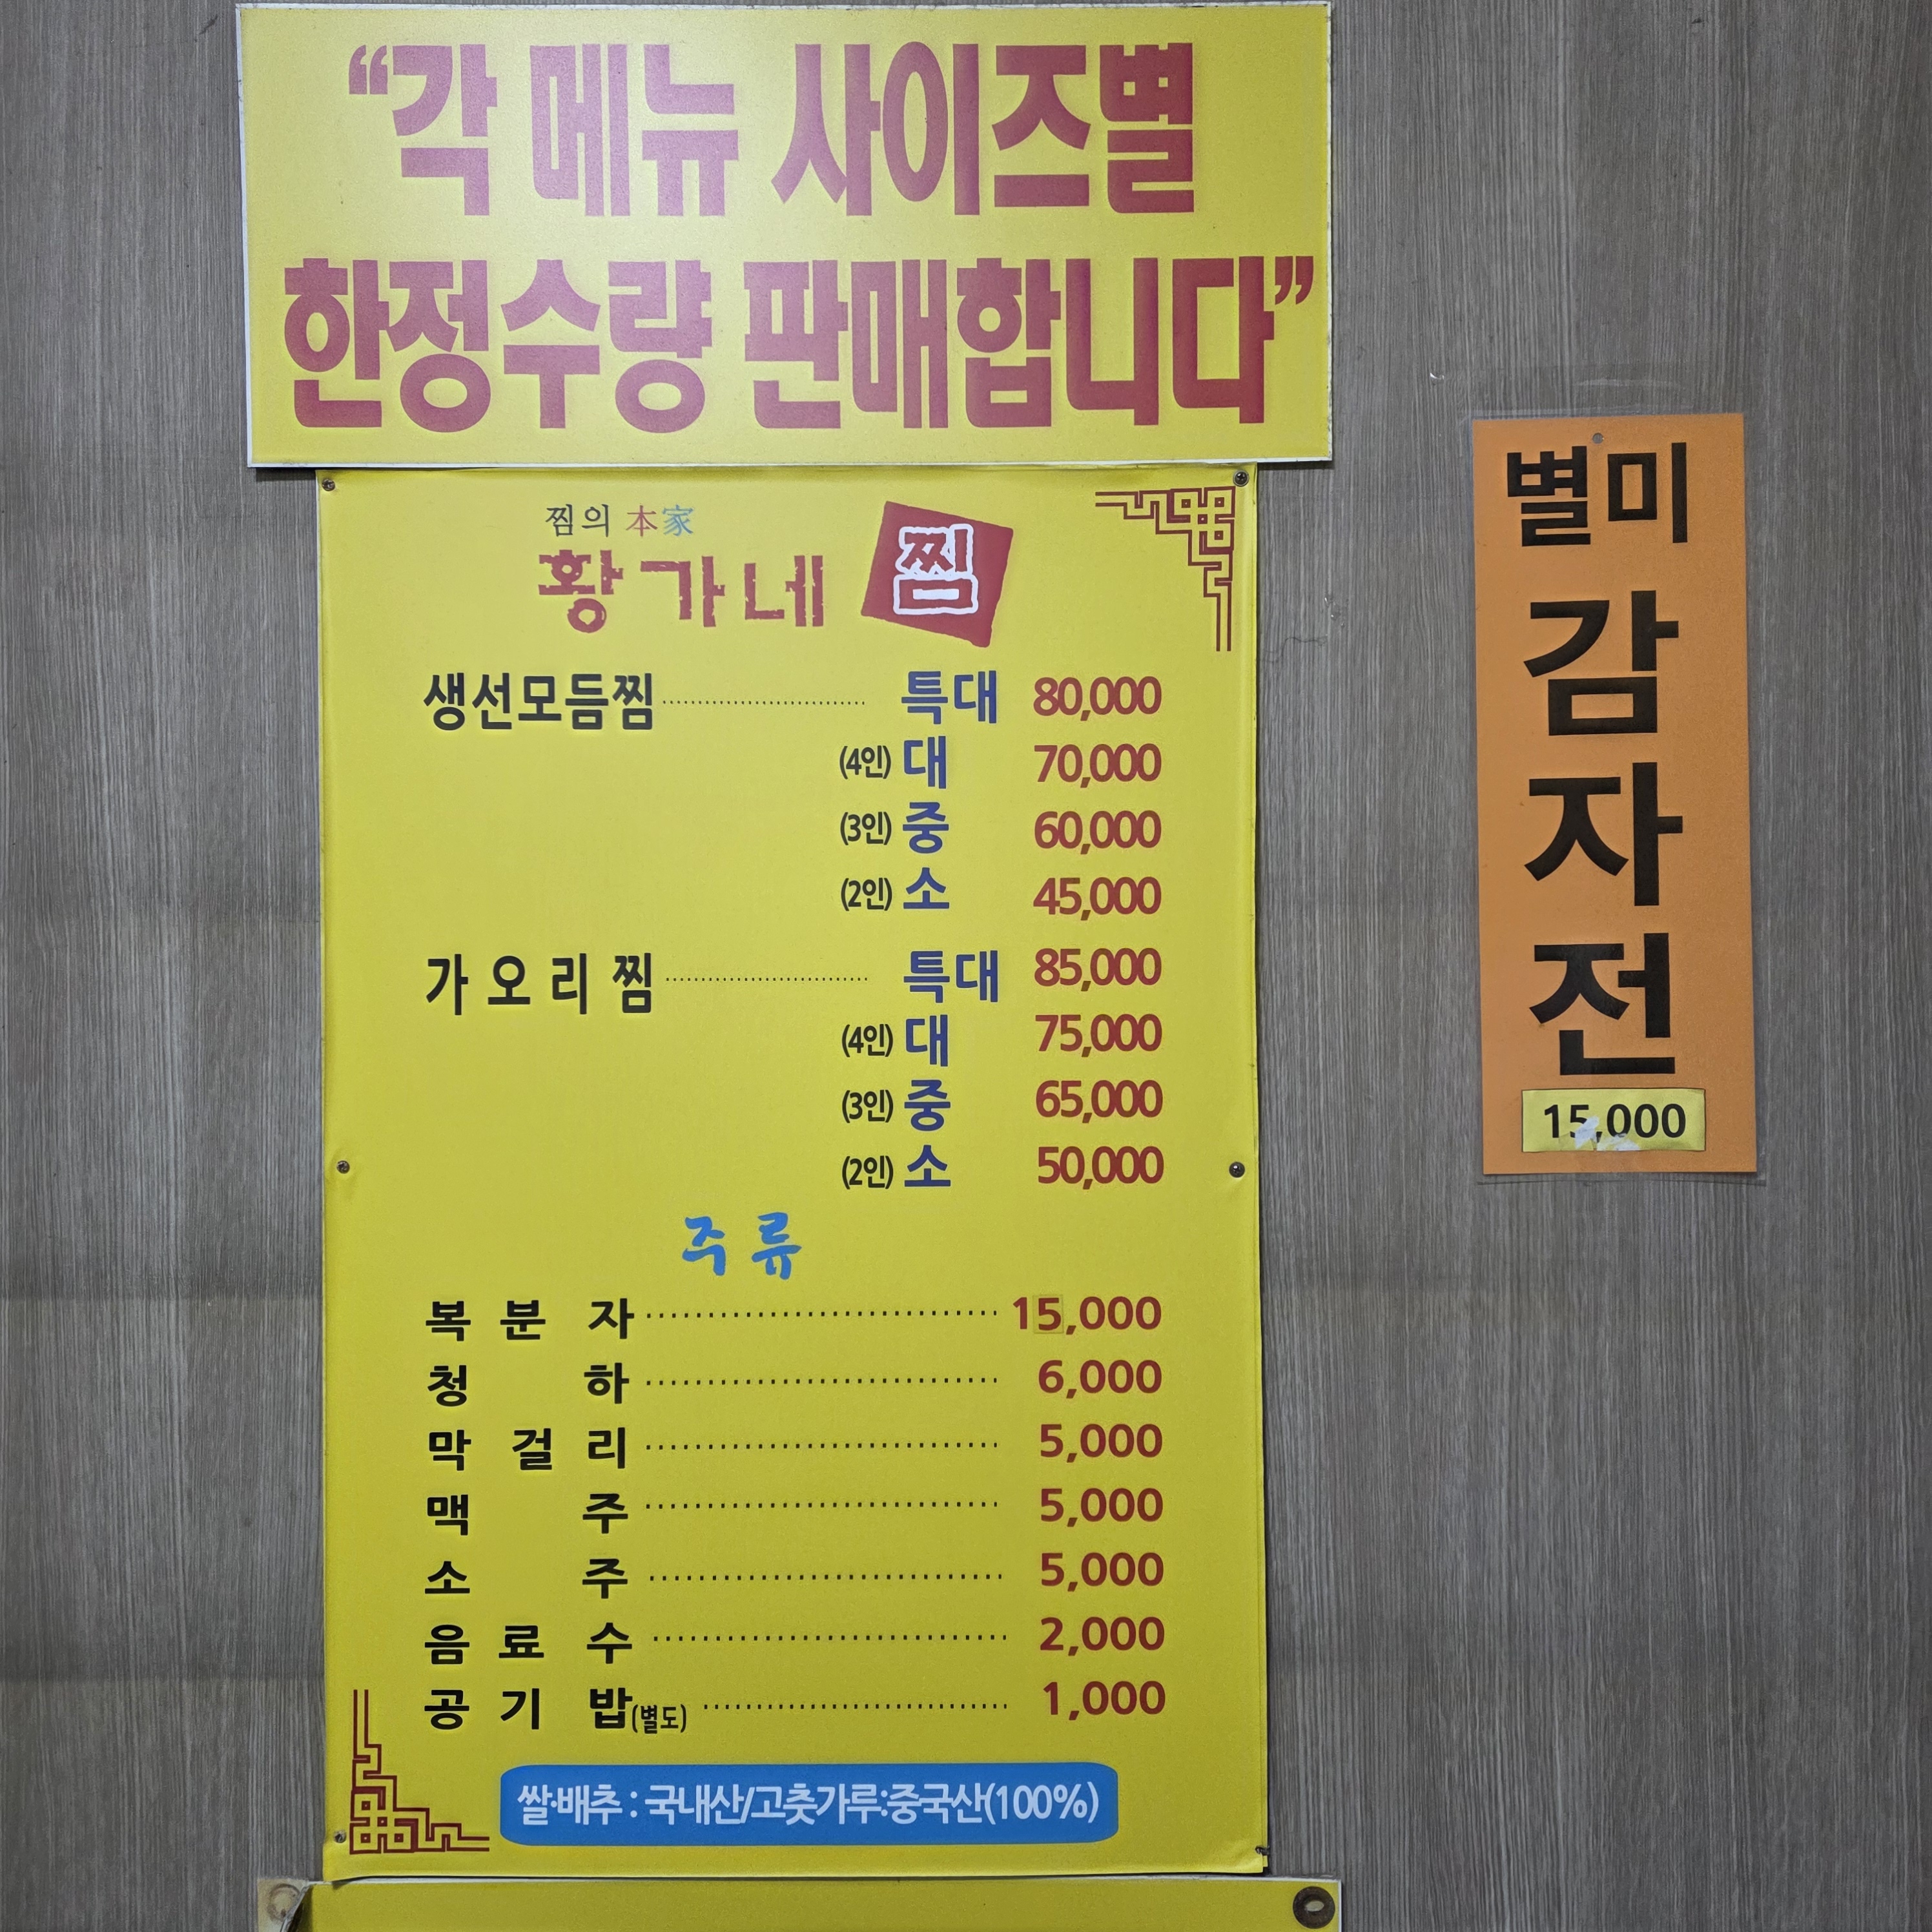 “각 메뉴 사이즈별
한정수량 판매합니다”
찜의 本家
황가네 찜
생선모듬찜 특대 80,000
(4인) 대 70,000
(3인) 중 60,000
(2인) 소 45,000
가오리찜 특대 85,000
(4인) 대 75,000
(3인) 중 65,000
(2인) 소 50,000
주류
복분자 15,000
청하 6,000
막걸리 5,000
맥주 5,000
소주 5,000
음료수 2,000
공기밥(별도) 1,000
쌀·배추 : 국내산/고춧가루:중국산(100%)
별미
감
자
전
15,000